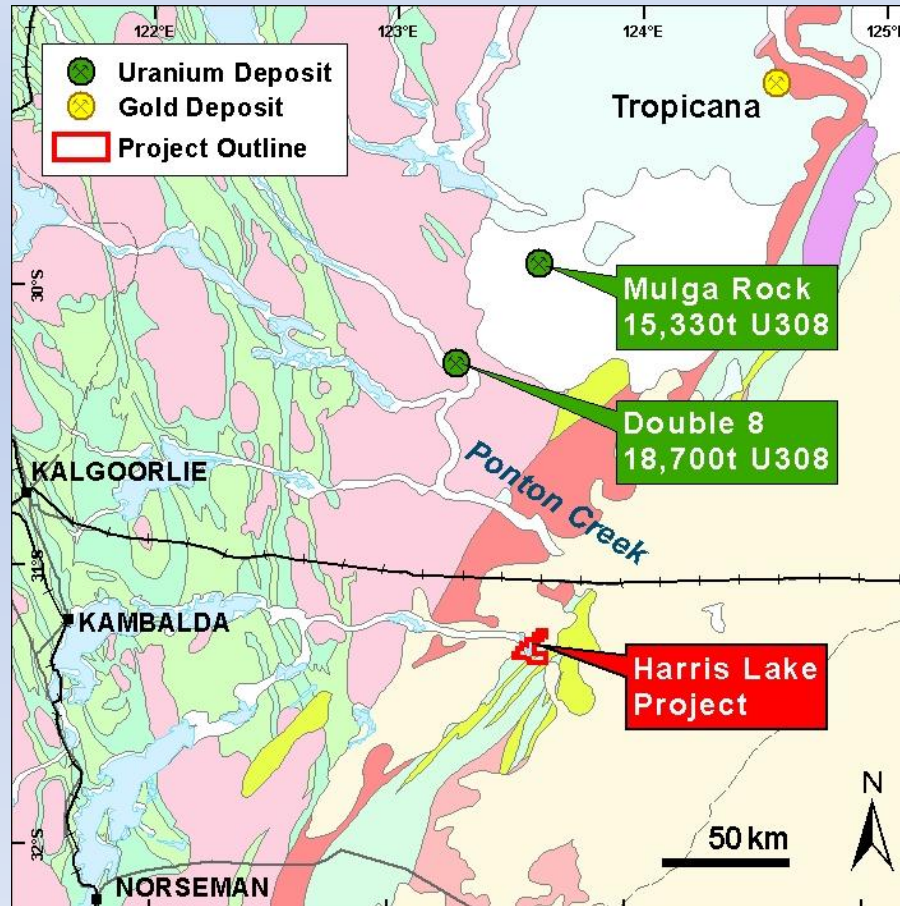 122°E
123°E
124°E
125°E
Uranium Deposit
Gold Deposit
Project Outline
Tropicana
30°S
Mulga Rock
15,330t U308
Double 8
18,700t U308
Ponton Creek
KALGOORLIE
31°S
KAMBALDA
Harris Lake
Project
N
50 km
32°S
NORSEMAN